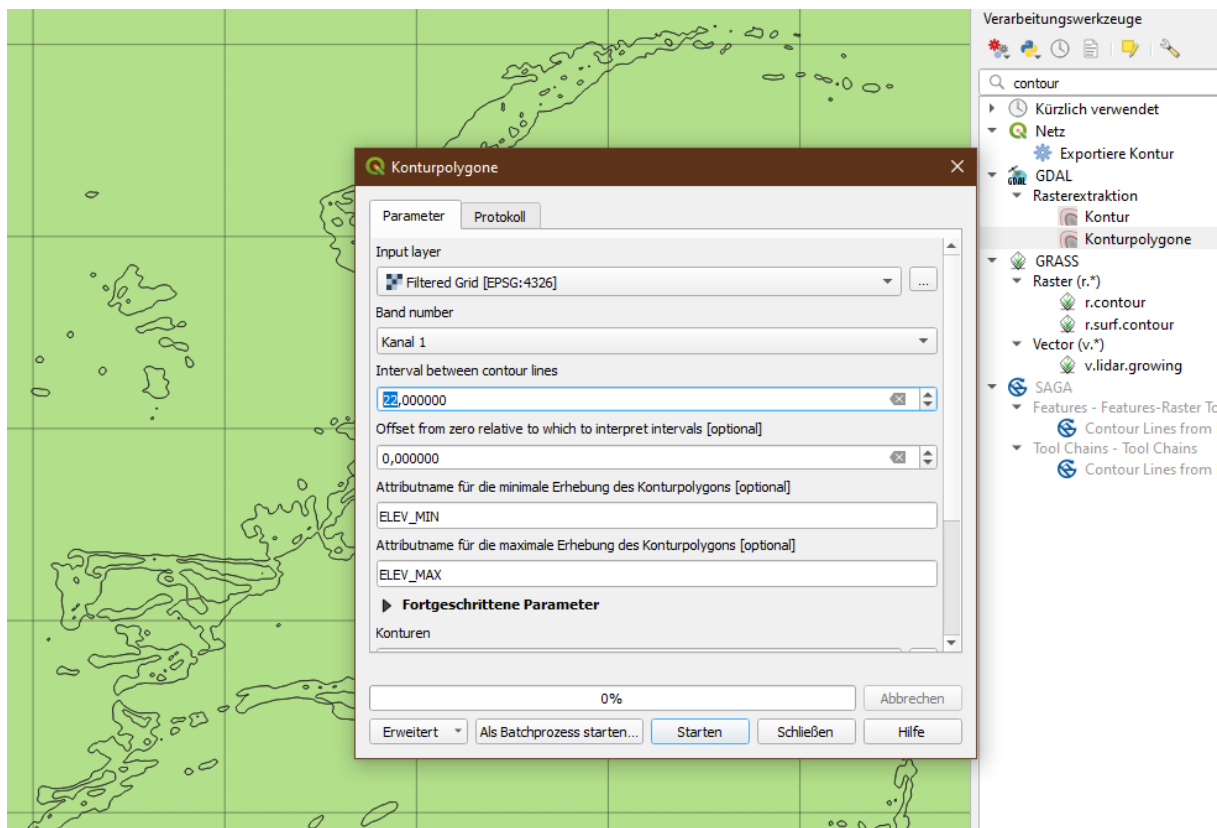 Verarbeitungswerkzeuge
contour
Kürzlich verwendet
Netz
Exportiere Kontur
GDAL
GDAL
Rasterextraktion
Kontur
Konturpolygone
GRASS
Raster (r.*)
r.contour
r.surf.contour
Vector (v.*)
v.lidar.growing
SAGA
Features - Features-Raster To
Contour Lines from
Tool Chains - Tool Chains
Contour Lines from
Konturpolygone
Parameter
Protokoll
Input layer
Filtered Grid [EPSG:4326]
...
Band number
Kanal 1
Interval between contour lines
22,000000
Offset from zero relative to which to interpret intervals [optional]
0,000000
Attributname für die minimale Erhebung des Konturpolygons [optional]
ELEV_MIN
Attributname für die maximale Erhebung des Konturpolygons [optional]
ELEV_MAX
Fortgeschrittene Parameter
Konturen
0%
Abbrechen
Erweitert
Als Batchprozess starten...
Starten
Schließen
Hilfe